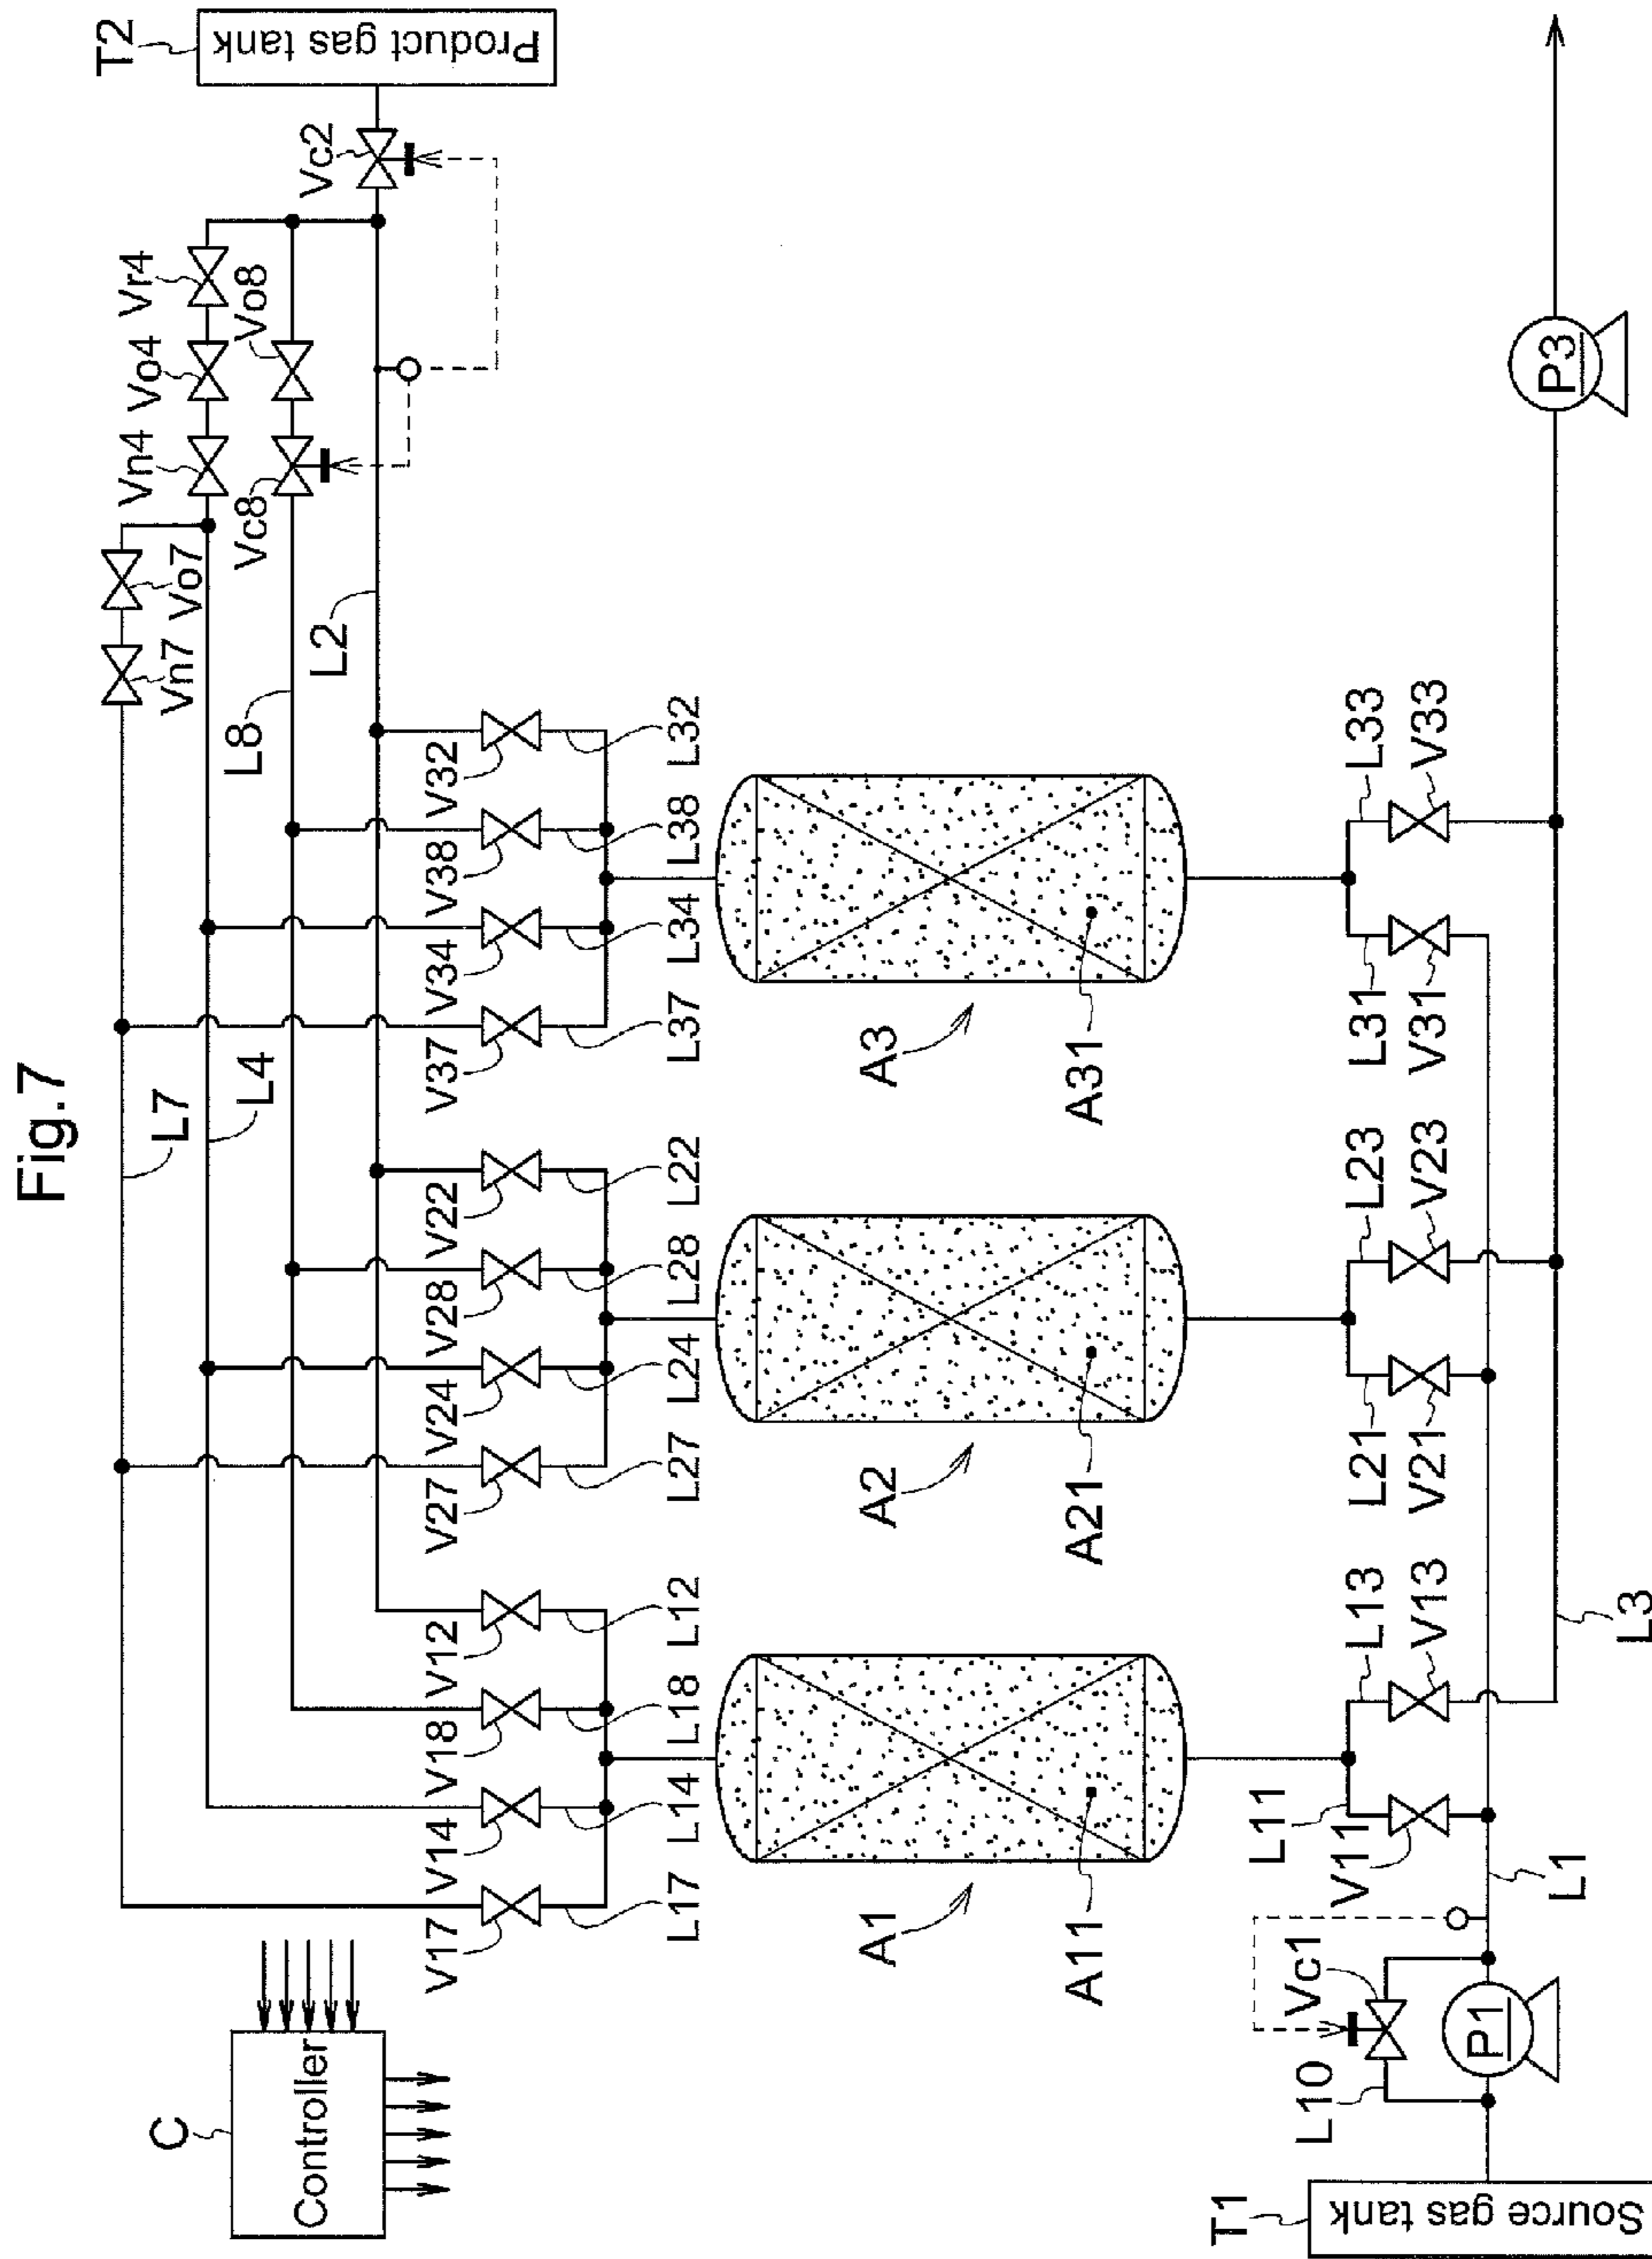 Fig.7
C
Controller
T2
Product gas tank
Vc2
Vr4
Vo4
Vn4
Vo8
Vc8
Vo7
Vn7
L7
L4
L8
L2
V17
V14
V18
V12
V27
V24
V28
V22
V37
V34
V38
V32
L17
L14
L18
L12
L27
L24
L28
L22
L37
L34
L38
L32
A1
A2
A3
A11
A21
A31
L11
L13
L21
L23
L31
L33
V11
V13
V21
V23
V31
V33
Vc1
L10
P1
L1
L3
P3
T1
Source gas tank